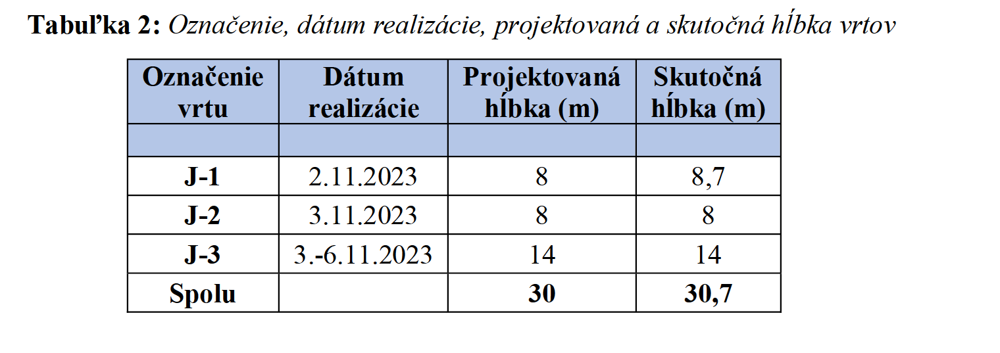 Tabuľka 2: Označenie, dátum realizácie, projektovaná a skutočná hĺbka vrtov
Označenie vrtu Dátum realizácie Projektovaná hĺbka (m) Skutočná hĺbka (m)
J-1 2.11.2023 8 8,7
J-2 3.11.2023 8 8
J-3 3.-6.11.2023 14 14
Spolu 30 30,7